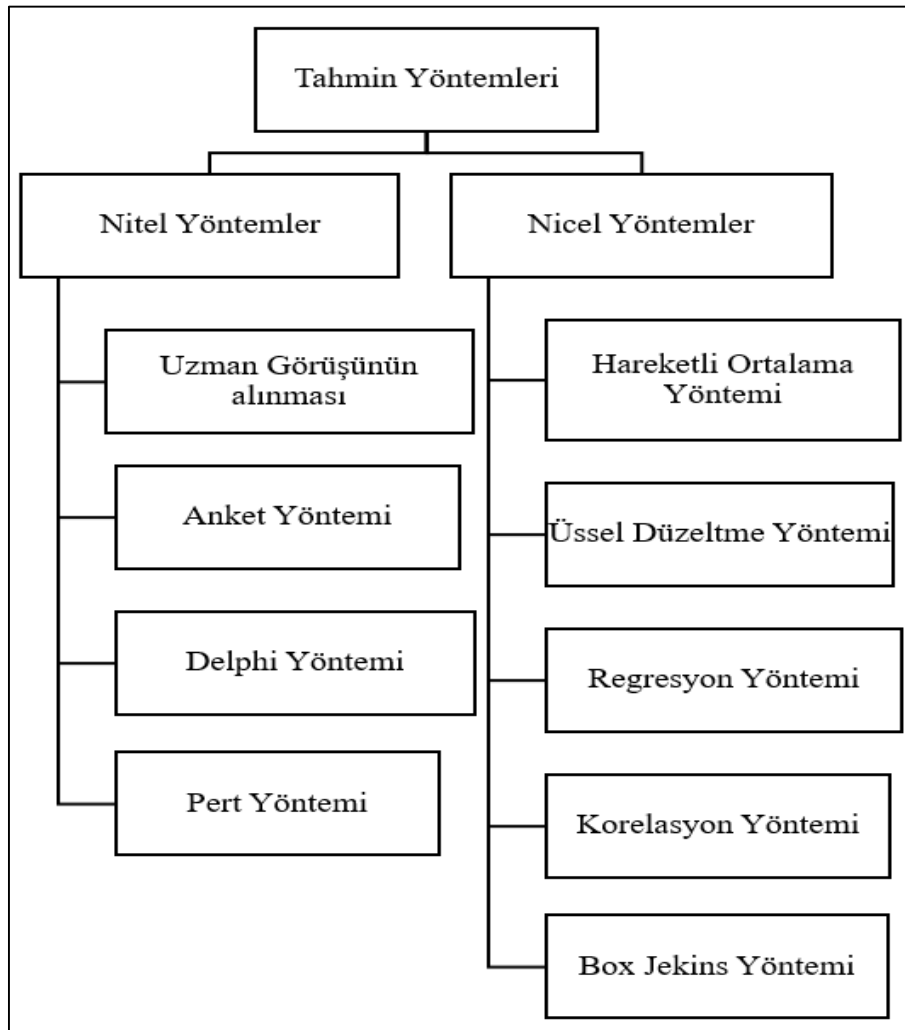 Tahmin Yöntemleri
Nitel Yöntemler
Nicel Yöntemler
Uzman Görüşünün
alınması
Anket Yöntemi
Delphi Yöntemi
Pert Yöntemi
Hareketli Ortalama
Yöntemi
Üssel Düzeltme Yöntemi
Regresyon Yöntemi
Korelasyon Yöntemi
Box Jekins Yöntemi